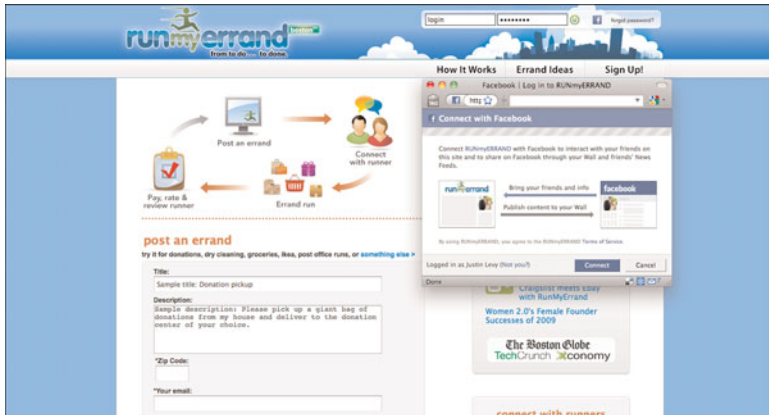 runmyerrand boston
from to do ... to done.
login
forgot password?
How It Works Errand Ideas Sign Up!
Post an errand
Connect
with runner
Errand run
Pay, rate &
review runner
post an errand
try it for donations, dry cleaning, groceries, Ikea, post office runs, or something else >
Title:
Sample title: Donation pickup
Description:
Sample description: Please pick up a giant bag of
donations from my house and deliver to the donation
center of your choice.
*Zip Code:
*Your email:
Facebook | Log in to RUNmyERRAND
Connect with Facebook
Connect RUNmyERRAND with Facebook to interact with your friends on
this site and to share on Facebook through your Wall and friends' News
Feeds.
runmyerrand
Bring your friends and info
facebook
Publish content to your Wall
By using RUNmyERRAND, you agree to the RUNmyERRAND Terms of Service.
Logged in as Justin Levy (Not you?)
Connect Cancel
Done
Craigslist meets Ebay
with RunMyErrand
Women 2.0's Female Founder
Successes of 2009
The Boston Globe
TechCrunch Xconomy
connect with runners